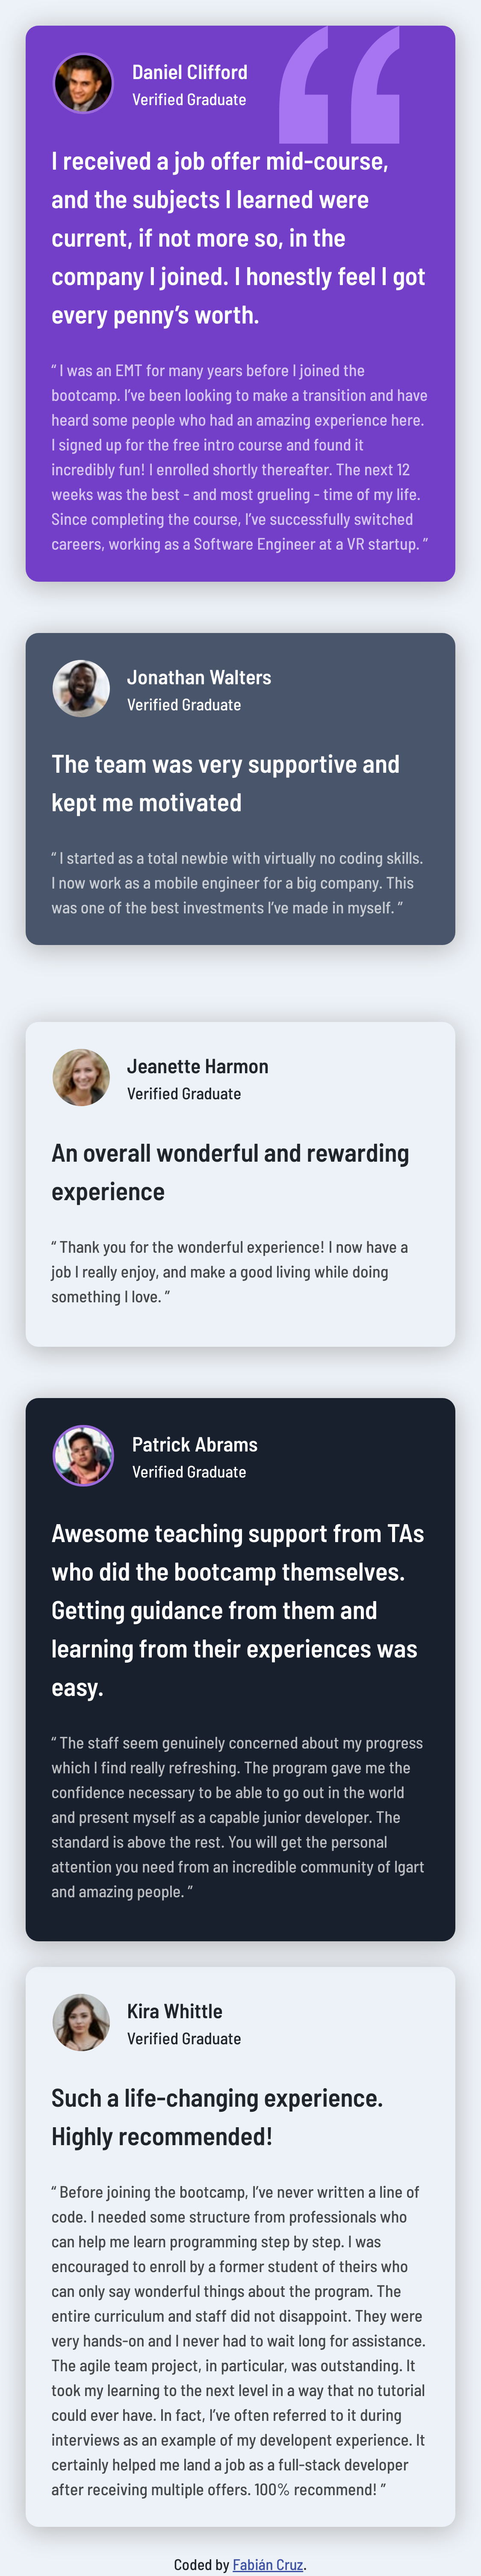 Daniel Clifford
Verified Graduate
I received a job offer mid-course,
and the subjects I learned were
current, if not more so, in the
company I joined. I honestly feel I got
every penny’s worth.
“ I was an EMT for many years before I joined the
bootcamp. I’ve been looking to make a transition and have
heard some people who had an amazing experience here.
I signed up for the free intro course and found it
incredibly fun! I enrolled shortly thereafter. The next 12
weeks was the best - and most grueling - time of my life.
Since completing the course, I’ve successfully switched
careers, working as a Software Engineer at a VR startup. ”
Jonathan Walters
Verified Graduate
The team was very supportive and
kept me motivated
“ I started as a total newbie with virtually no coding skills.
I now work as a mobile engineer for a big company. This
was one of the best investments I’ve made in myself. ”
Jeanette Harmon
Verified Graduate
An overall wonderful and rewarding
experience
“ Thank you for the wonderful experience! I now have a
job I really enjoy, and make a good living while doing
something I love. ”
Patrick Abrams
Verified Graduate
Awesome teaching support from TAs
who did the bootcamp themselves.
Getting guidance from them and
learning from their experiences was
easy.
“ The staff seem genuinely concerned about my progress
which I find really refreshing. The program gave me the
confidence necessary to be able to go out in the world
and present myself as a capable junior developer. The
standard is above the rest. You will get the personal
attention you need from an incredible community of lgart
and amazing people. ”
Kira Whittle
Verified Graduate
Such a life-changing experience.
Highly recommended!
“ Before joining the bootcamp, I’ve never written a line of
code. I needed some structure from professionals who
can help me learn programming step by step. I was
encouraged to enroll by a former student of theirs who
can only say wonderful things about the program. The
entire curriculum and staff did not disappoint. They were
very hands-on and I never had to wait long for assistance.
The agile team project, in particular, was outstanding. It
took my learning to the next level in a way that no tutorial
could ever have. In fact, I’ve often referred to it during
interviews as an example of my developent experience. It
certainly helped me land a job as a full-stack developer
after receiving multiple offers. 100% recommend! ”
Coded by Fabián Cruz.